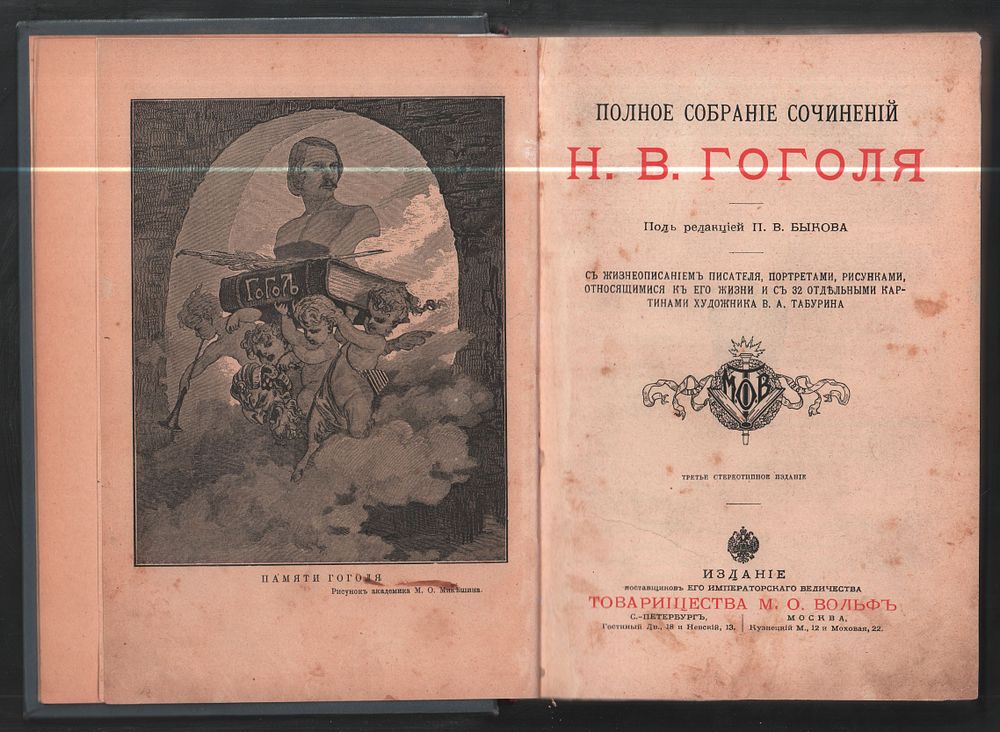 ГОГОЛЬ
ПАМЯТИ ГОГОЛЯ
Рисунокъ академика М. О. Микѣшина.
ПОЛНОЕ СОБРАНІЕ СОЧИНЕНІЙ
Н. В. ГОГОЛЯ
Подъ редакціей П. В. БЫКОВА
СЪ ЖИЗНЕОПИСАНІЕМЪ ПИСАТЕЛЯ, ПОРТРЕТАМИ, РИСУНКАМИ,
ОТНОСЯЩИМИСЯ КЪ ЕГО ЖИЗНИ И СЪ 32 ОТДѢЛЬНЫМИ КАР-
ТИНАМИ ХУДОЖНИКА В. А. ТАБУРИНА
М.О.В
ТРЕТЬЕ СТЕРЕОТИПНОЕ ИЗДАНІЕ
ИЗДАНІЕ
ПОСТАВЩИКОВЪ ЕГО ИМПЕРАТОРСКАГО ВЕЛИЧЕСТВА
ТОВАРИЩЕСТВА М. О. ВОЛЬФЪ
С.-ПЕТЕРБУРГЪ, МОСКВА,
Гостиный Дв., 18 и Невскій, 13. Кузнецкій М., 12 и Моховая, 22.